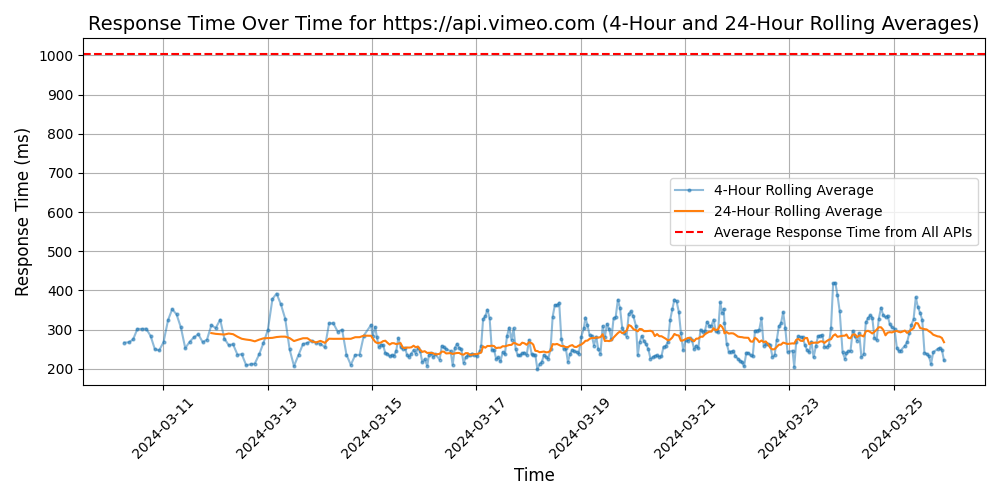 Response Time Over Time for https://api.vimeo.com (4-Hour and 24-Hour Rolling Averages)
Response Time (ms)
1000
900
800
700
600
500
400
300
200
4-Hour Rolling Average
24-Hour Rolling Average
Average Response Time from All APIs
2024-03-11
2024-03-13
2024-03-15
2024-03-17
2024-03-19
2024-03-21
2024-03-23
2024-03-25
Time